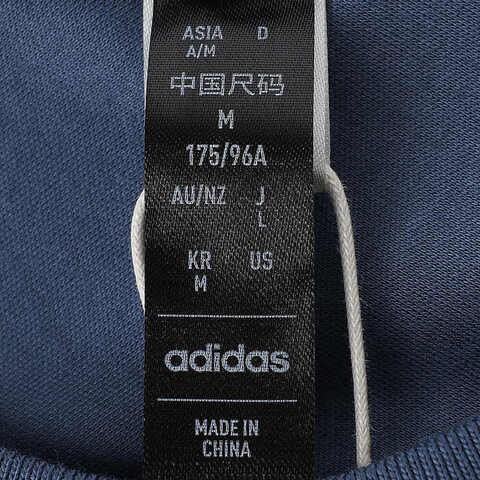 ASIA D
A/M
中国尺码
M
175/96A
AU/NZ J
L
KR US
M
adidas
MADE IN
CHINA